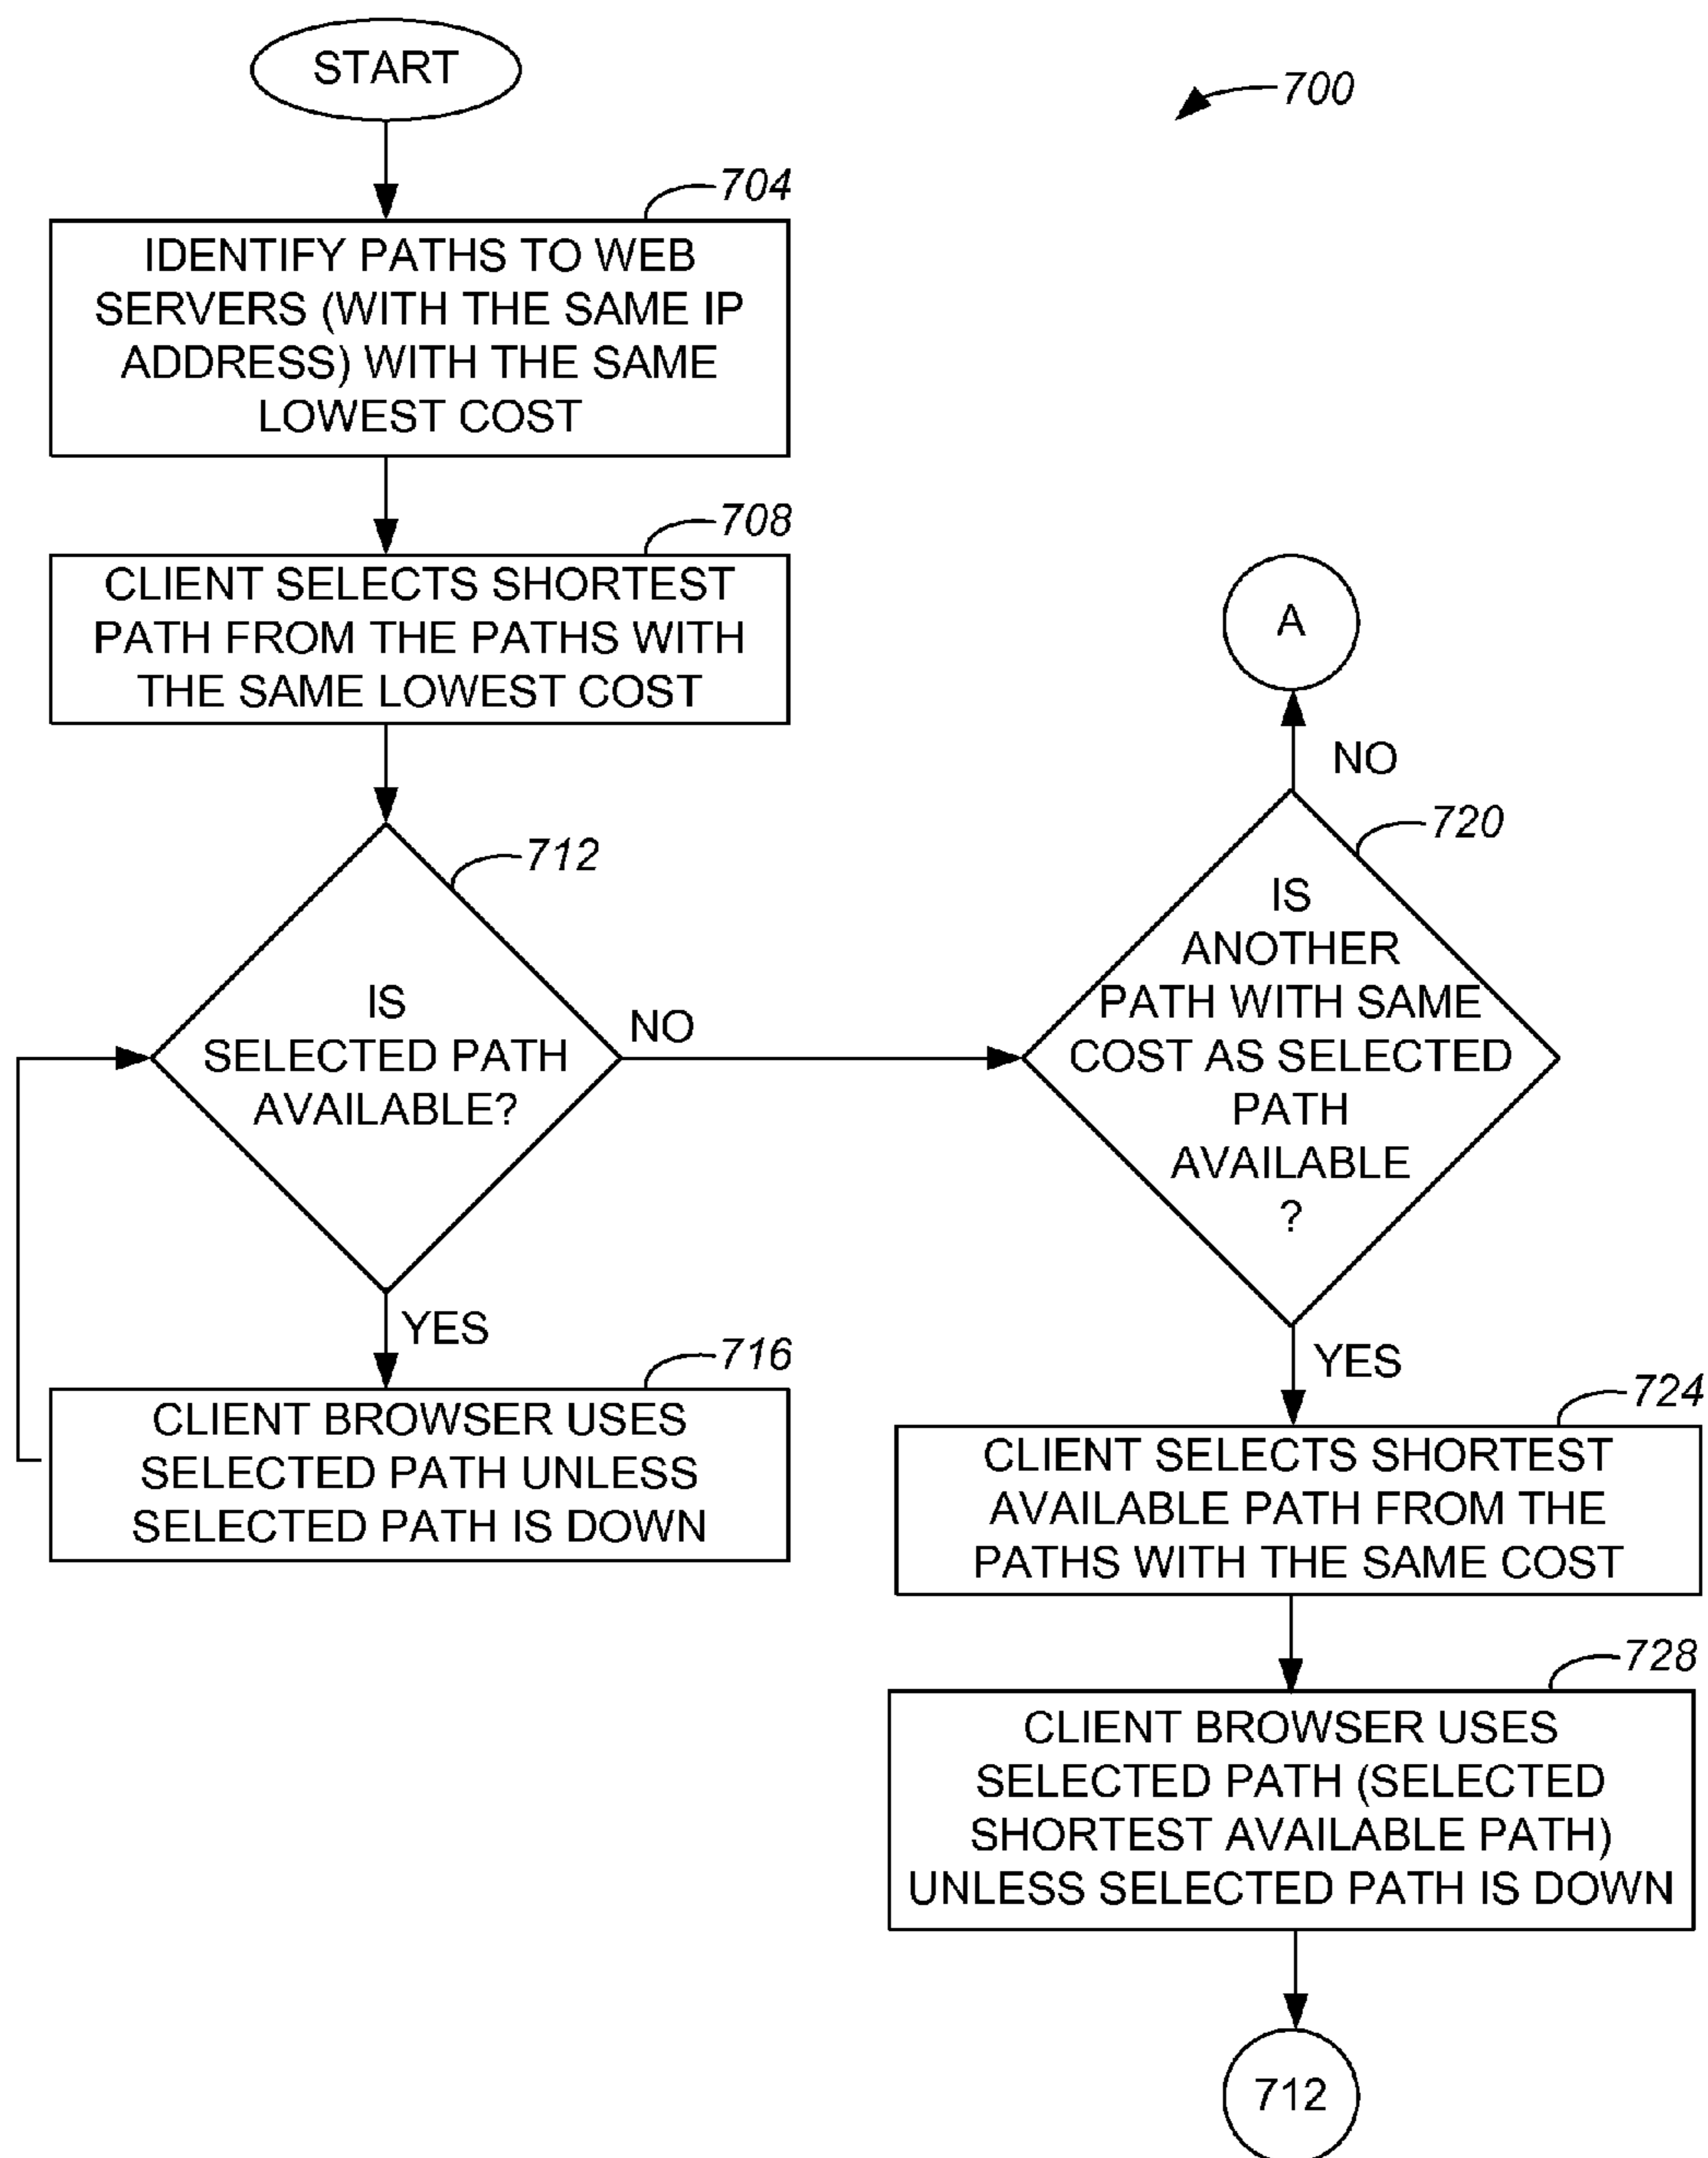 START
700
704
IDENTIFY PATHS TO WEB
SERVERS (WITH THE SAME IP
ADDRESS) WITH THE SAME
LOWEST COST
708
CLIENT SELECTS SHORTEST
PATH FROM THE PATHS WITH
THE SAME LOWEST COST
712
IS
SELECTED PATH
AVAILABLE?
NO
YES
716
CLIENT BROWSER USES
SELECTED PATH UNLESS
SELECTED PATH IS DOWN
A
NO
720
IS
ANOTHER
PATH WITH SAME
COST AS SELECTED
PATH
AVAILABLE
?
YES
724
CLIENT SELECTS SHORTEST
AVAILABLE PATH FROM THE
PATHS WITH THE SAME COST
728
CLIENT BROWSER USES
SELECTED PATH (SELECTED
SHORTEST AVAILABLE PATH)
UNLESS SELECTED PATH IS DOWN
712